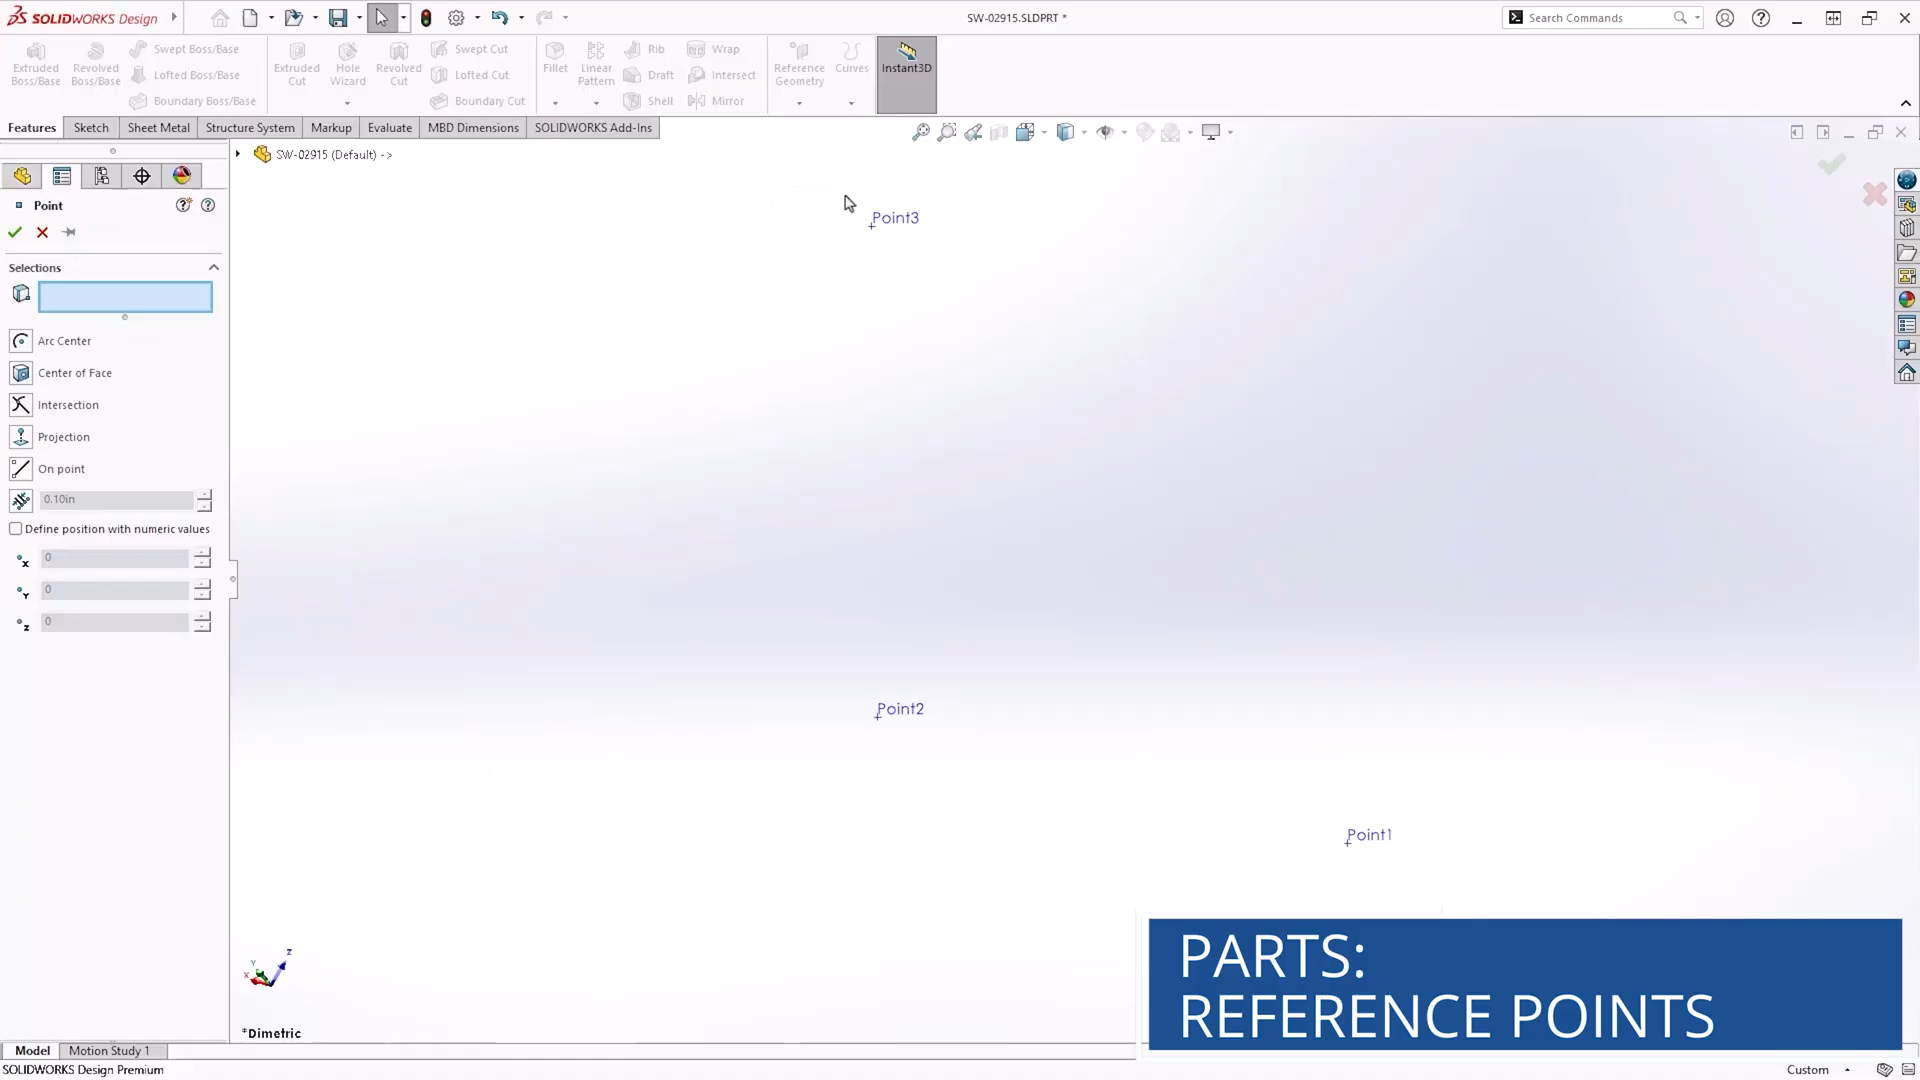 SOLIDWORKS Design
SW-02915.SLDPRT *
Search Commands
Extruded Boss/Base
Revolved Boss/Base
Swept Boss/Base
Lofted Boss/Base
Boundary Boss/Base
Extruded Cut
Hole Wizard
Revolved Cut
Swept Cut
Lofted Cut
Boundary Cut
Fillet
Linear Pattern
Rib
Draft
Shell
Wrap
Intersect
Mirror
Reference Geometry
Curves
Instant3D
Features
Sketch
Sheet Metal
Structure System
Markup
Evaluate
MBD Dimensions
SOLIDWORKS Add-Ins
SW-02915 (Default) ->
Point
Selections
Arc Center
Center of Face
Intersection
Projection
On point
0.10in
Define position with numeric values
X
0
Y
0
Z
0
Point3
Point2
Point1
X
Y
Z
*Dimetric
PARTS:
REFERENCE POINTS
Model
Motion Study 1
SOLIDWORKS Design Premium
Custom